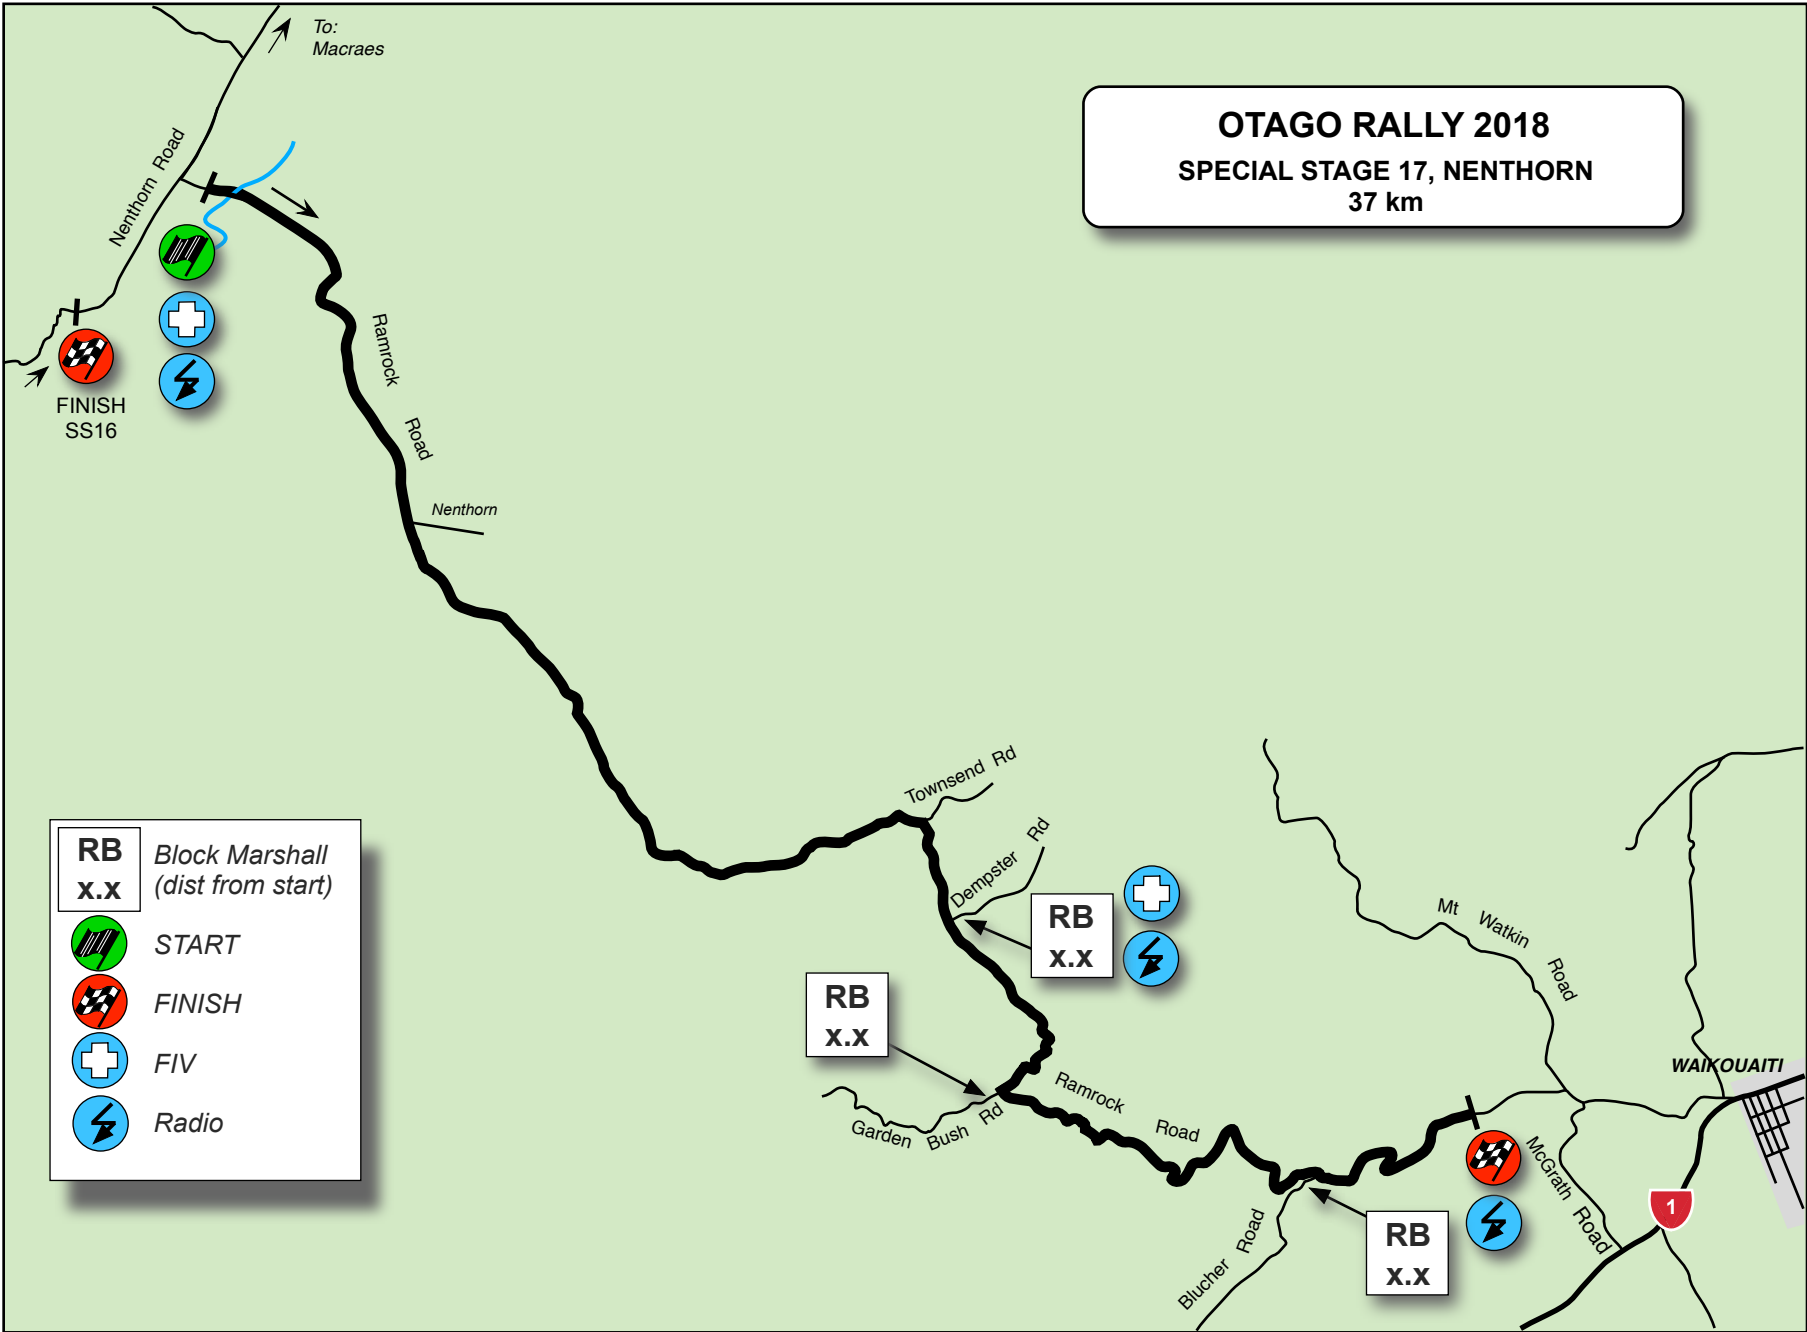 To:
Macraes
OTAGO RALLY 2018
SPECIAL STAGE 17, NENTHORN
37 km
Nenthorn Road
FINISH
SS16
Ramrock Road
Nenthorn
Townsend Rd
Dempster Rd
RB
x.x
RB
x.x
Garden Bush Rd
Ramrock Road
Mt Watkin Road
WAIKOUAITI
McGrath Road
1
Blucher Road
RB
x.x
RB
x.x
Block Marshall
(dist from start)
START
FINISH
FIV
Radio